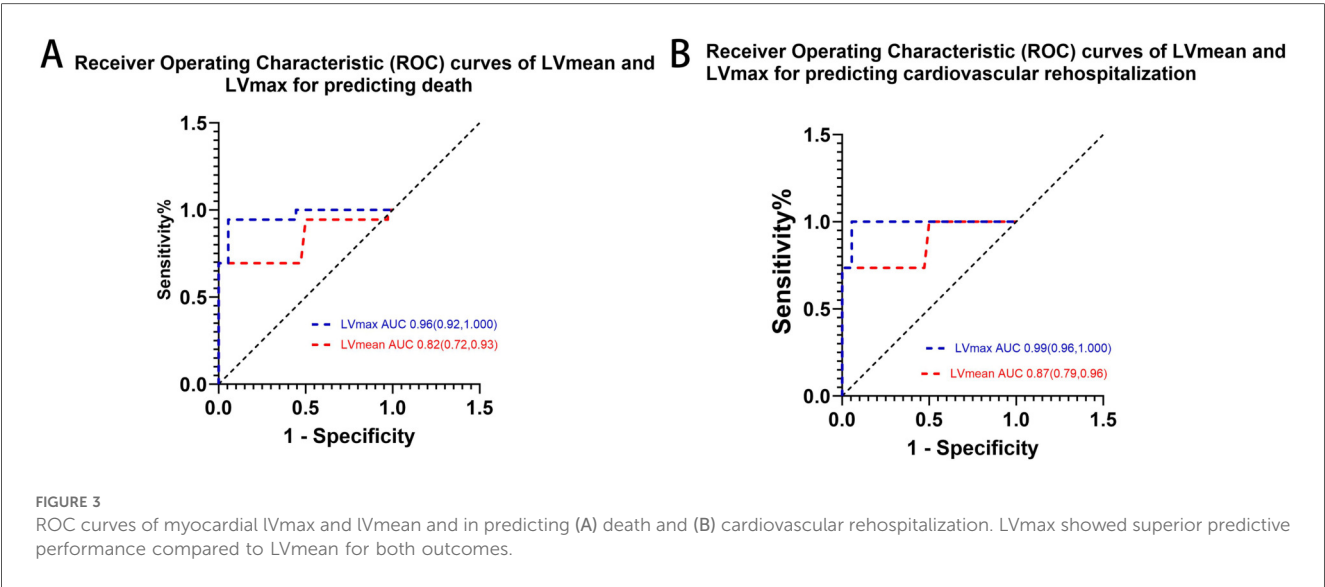 A
Receiver Operating Characteristic (ROC) curves of LVmean and
LVmax for predicting death
1.5
1.0
0.5
0.0
Sensitivity%
LVmax AUC 0.96(0.92,1.000)
LVmean AUC 0.82(0.72,0.93)
0.0 0.5 1.0 1.5
1 - Specificity
B
Receiver Operating Characteristic (ROC) curves of LVmean and
LVmax for predicting cardiovascular rehospitalization
1.5
1.0
0.5
0.0
Sensitivity%
LVmax AUC 0.99(0.96,1.000)
LVmean AUC 0.87(0.79,0.96)
0.0 0.5 1.0 1.5
1 - Specificity
FIGURE 3
ROC curves of myocardial lVmax and lVmean and in predicting (A) death and (B) cardiovascular rehospitalization. LVmax showed superior predictive
performance compared to LVmean for both outcomes.